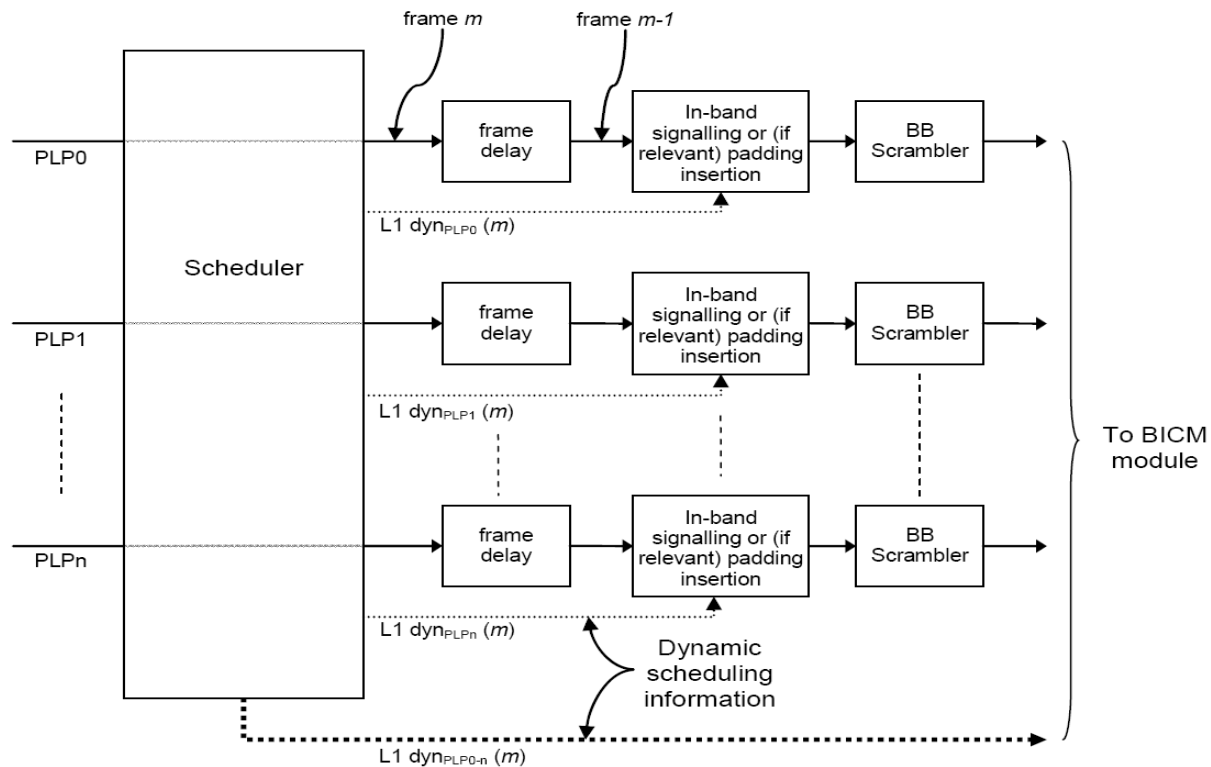 frame m
frame m-1
PLP0
frame
delay
In-band
signalling or (if
relevant) padding
insertion
BB
Scrambler
L1 dynPLP0 (m)
Scheduler
PLP1
frame
delay
In-band
signalling or (if
relevant) padding
insertion
BB
Scrambler
L1 dynPLP1 (m)
To BICM
module
PLPn
frame
delay
In-band
signalling or (if
relevant) padding
insertion
BB
Scrambler
L1 dynPLPn (m)
Dynamic
scheduling
information
L1 dynPLP0-n (m)